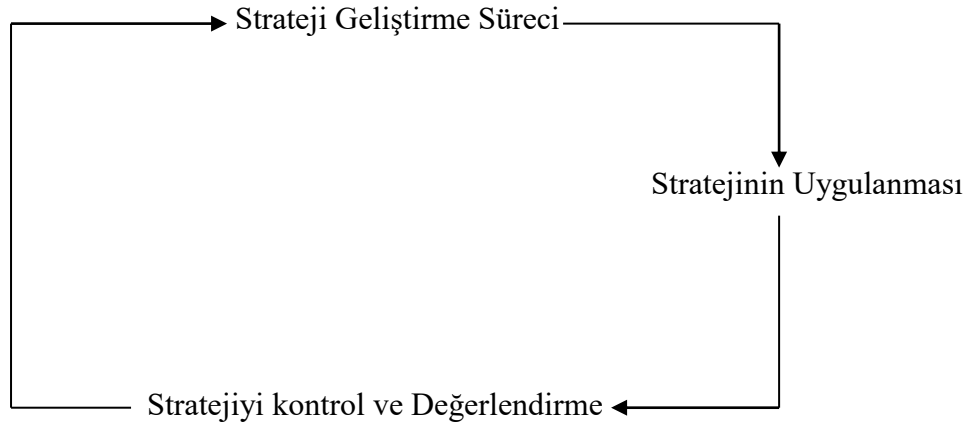 Strateji Geliştirme Süreci
Stratejinin Uygulanması
Stratejiyi kontrol ve Değerlendirme